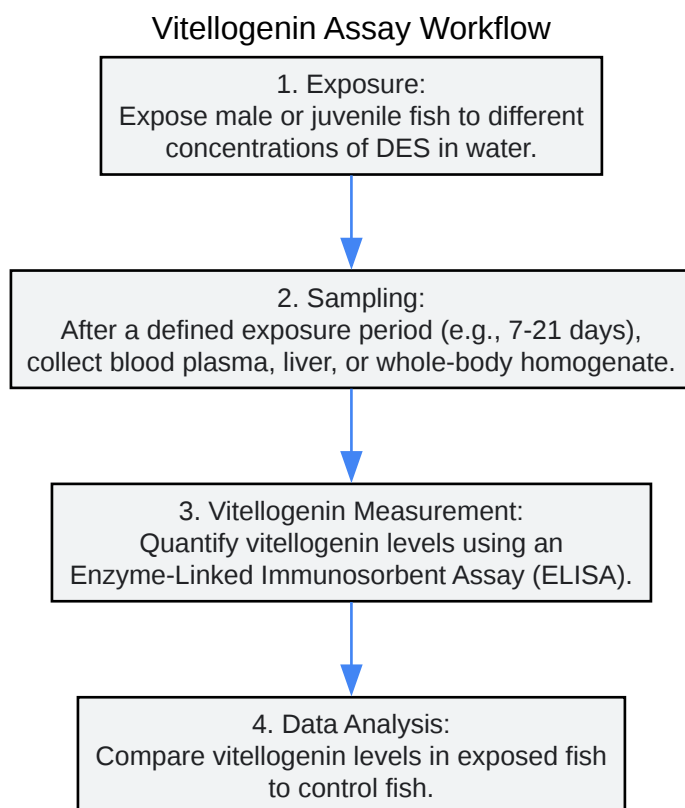 Vitellogenin Assay Workflow
1. Exposure:
Expose male or juvenile fish to different
concentrations of DES in water.
2. Sampling:
After a defined exposure period (e.g., 7-21 days),
collect blood plasma, liver, or whole-body homogenate.
3. Vitellogenin Measurement:
Quantify vitellogenin levels using an
Enzyme-Linked Immunosorbent Assay (ELISA).
4. Data Analysis:
Compare vitellogenin levels in exposed fish
to control fish.